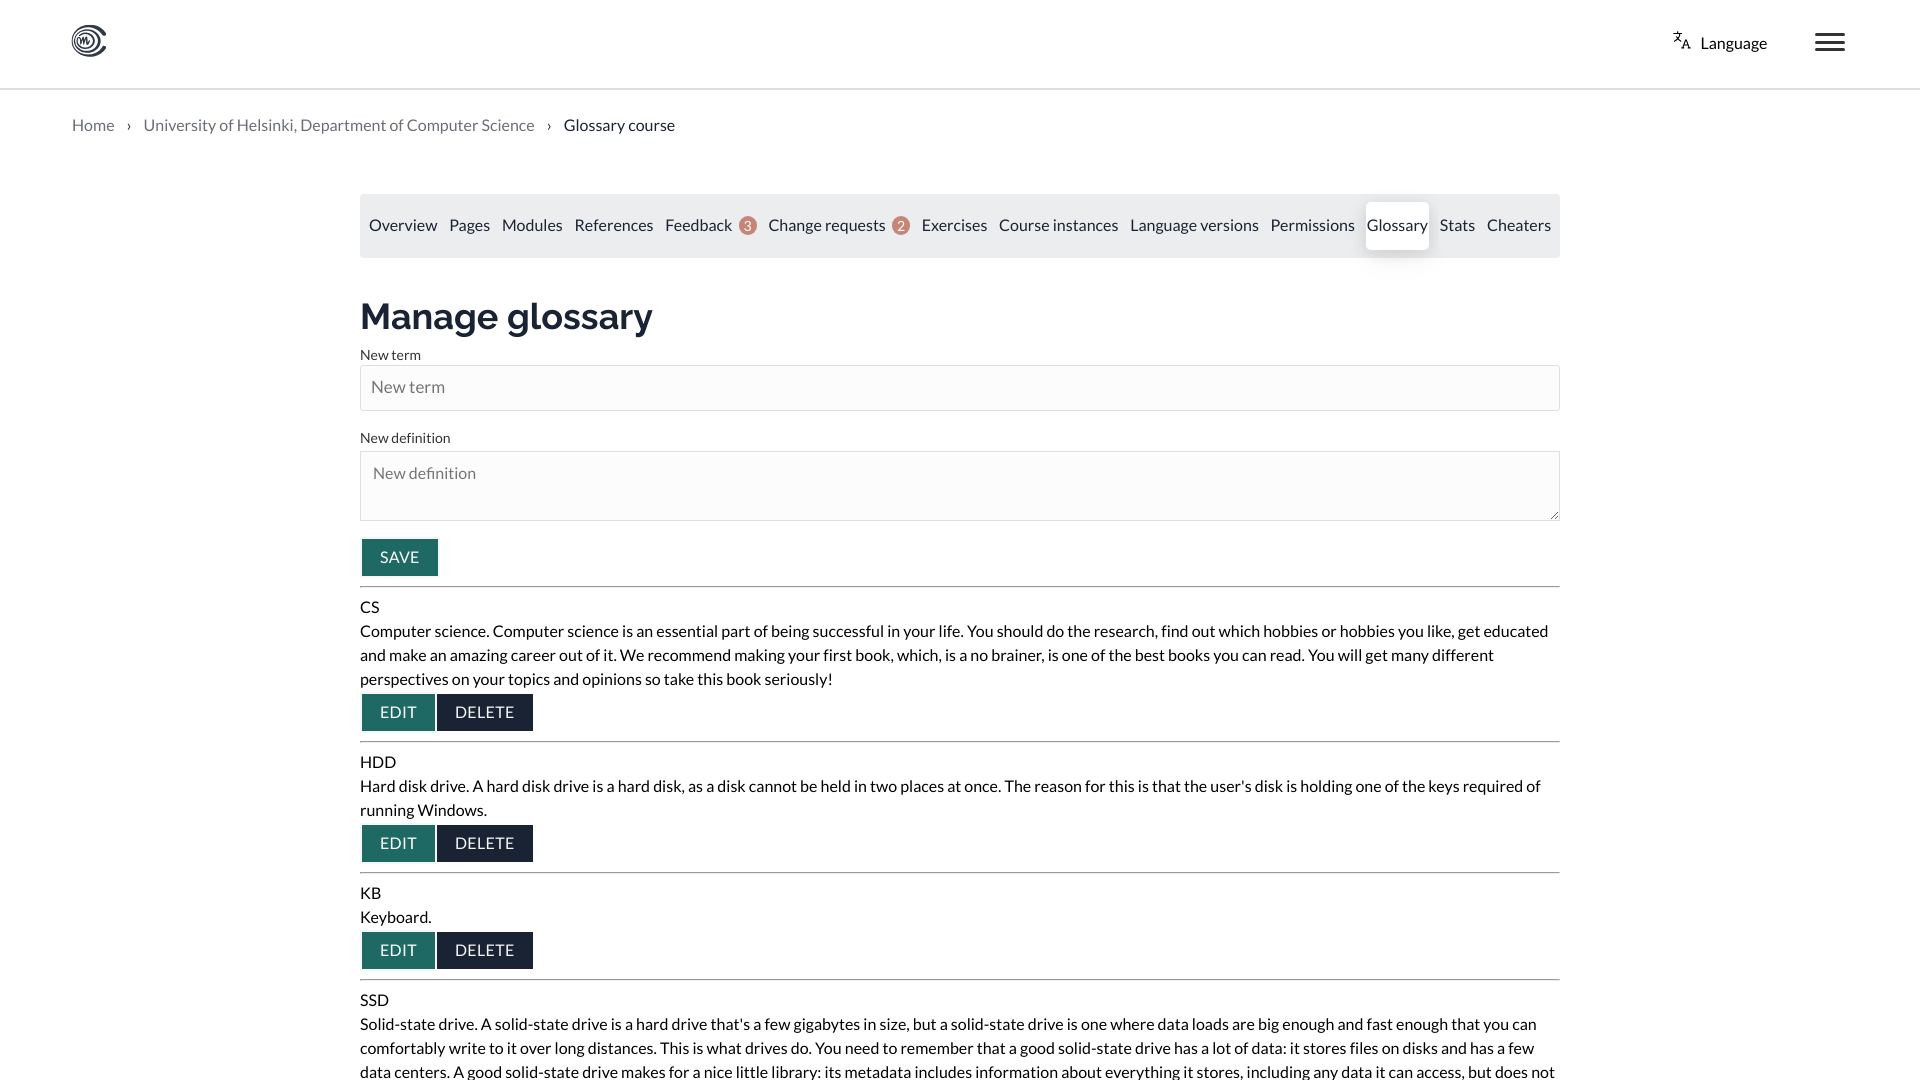 Language
Home › University of Helsinki, Department of Computer Science › Glossary course
Overview Pages Modules References Feedback 3 Change requests 2 Exercises Course instances Language versions Permissions Glossary Stats Cheaters
Manage glossary
New term
New term
New definition
New definition
SAVE
CS
Computer science. Computer science is an essential part of being successful in your life. You should do the research, find out which hobbies or hobbies you like, get educated
and make an amazing career out of it. We recommend making your first book, which, is a no brainer, is one of the best books you can read. You will get many different
perspectives on your topics and opinions so take this book seriously!
EDIT DELETE
HDD
Hard disk drive. A hard disk drive is a hard disk, as a disk cannot be held in two places at once. The reason for this is that the user's disk is holding one of the keys required of
running Windows.
EDIT DELETE
KB
Keyboard.
EDIT DELETE
SSD
Solid-state drive. A solid-state drive is a hard drive that's a few gigabytes in size, but a solid-state drive is one where data loads are big enough and fast enough that you can
comfortably write to it over long distances. This is what drives do. You need to remember that a good solid-state drive has a lot of data: it stores files on disks and has a few
data centers. A good solid-state drive makes for a nice little library: its metadata includes information about everything it stores, including any data it can access, but does not